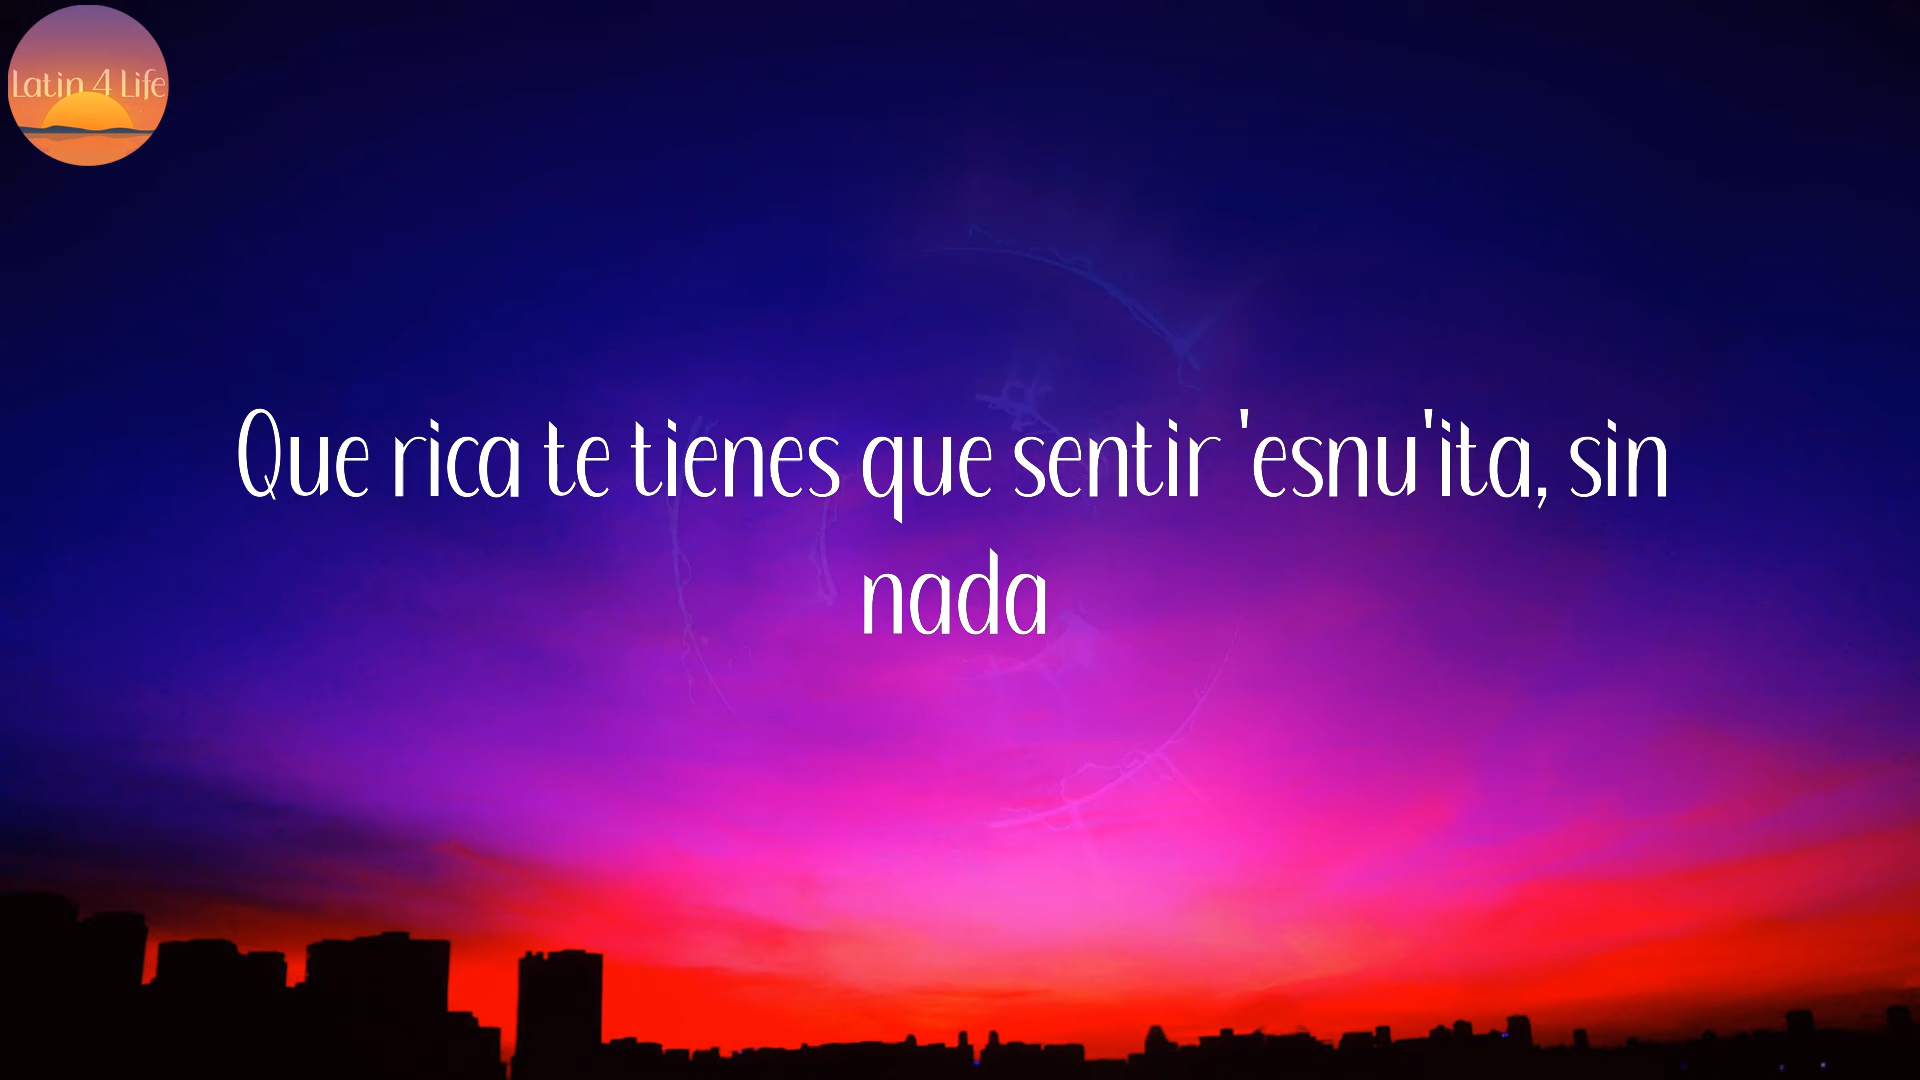 Latin 4 Life
Que rica te tienes que sentir 'esnu'ita, sin
nada